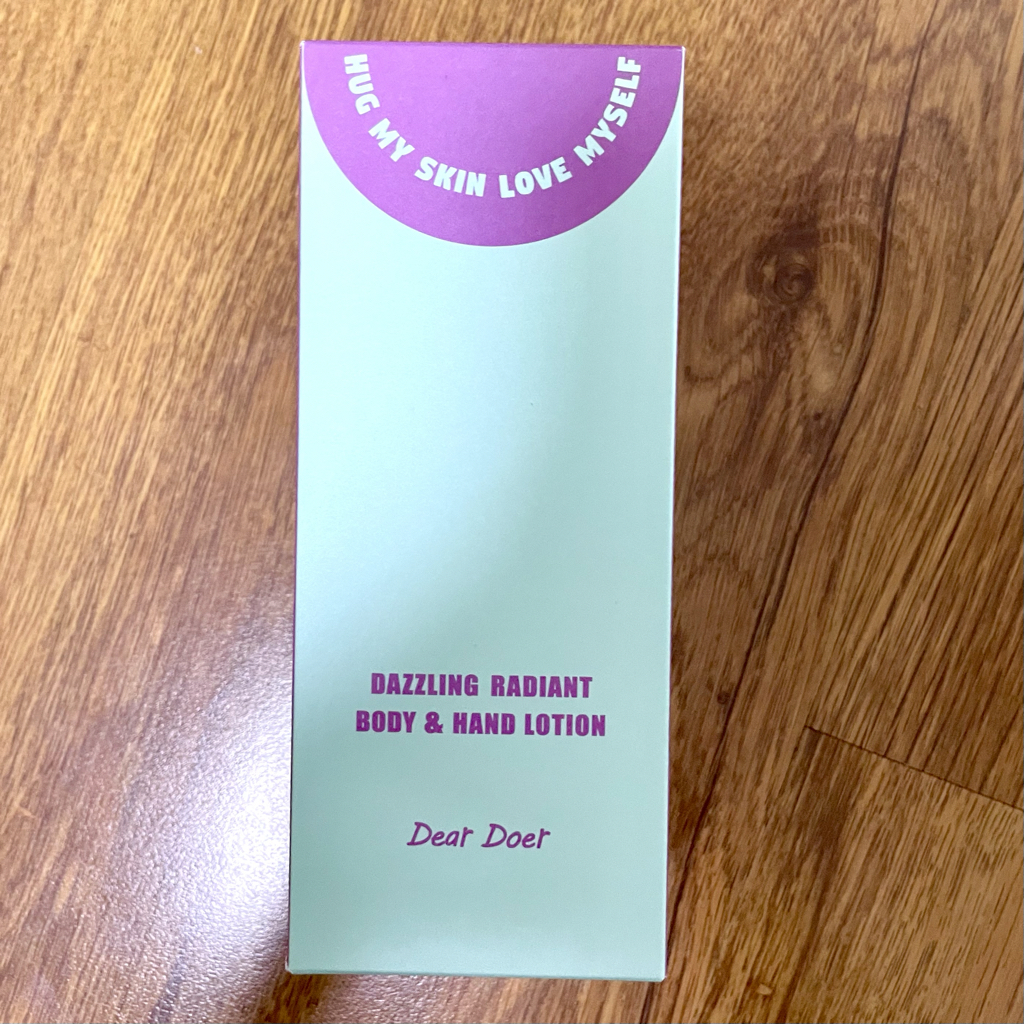 HUG MY SKIN LOVE MYSELF
DAZZLING RADIANT
BODY & HAND LOTION
Dear Doer